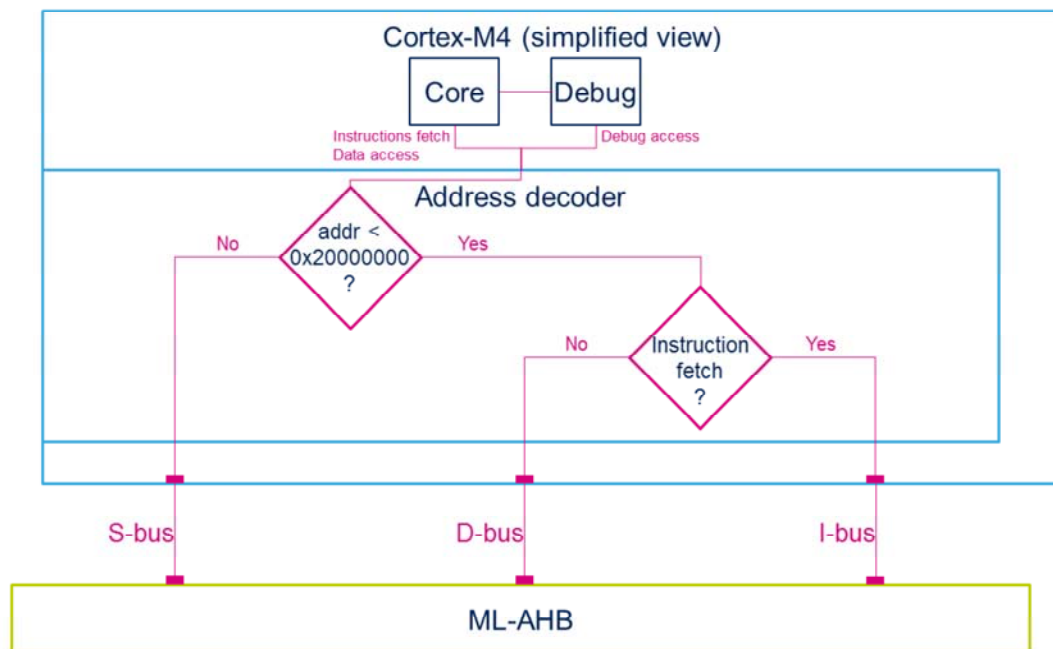 Cortex-M4 (simplified view)
Core
Debug
Instructions fetch
Data access
Debug access
Address decoder
addr <
0x20000000
?
No
Yes
Instruction
fetch
?
No
Yes
S-bus
D-bus
I-bus
ML-AHB